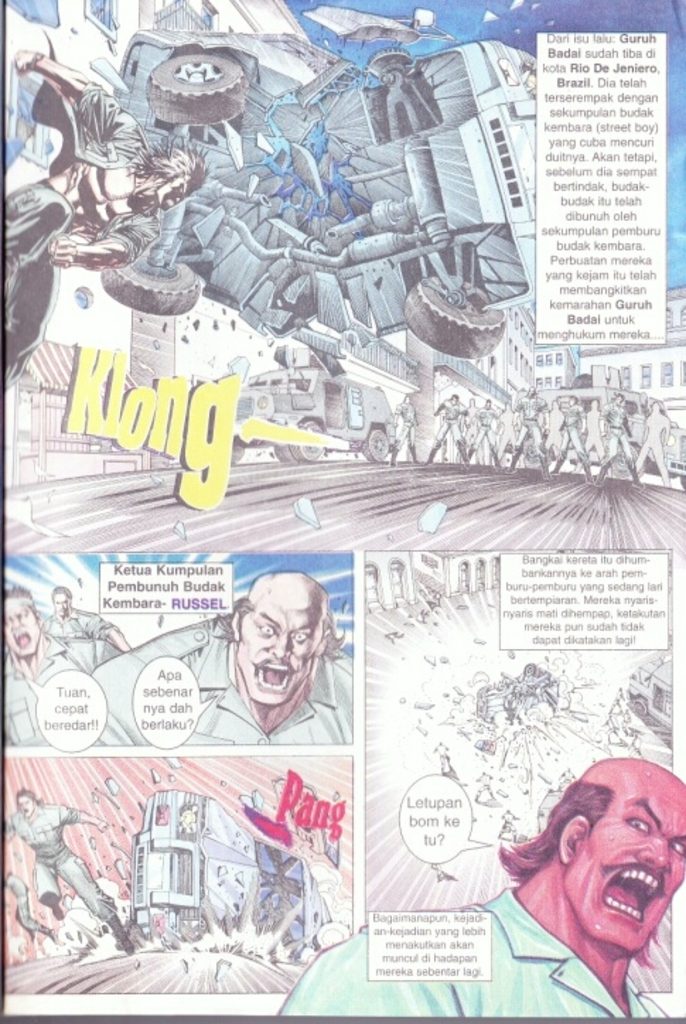 Dari isu lalu: Guruh
Badai sudah tiba di
kota Rio De Jeniero,
Brazil. Dia telah
terserempak dengan
sekumpulan budak
kembara (street boy)
yang cuba mencuri
duitnya. Akan tetapi,
sebelum dia sempat
bertindak, budak-
budak itu telah
dibunuh oleh
sekumpulan pemburu
budak kembara.
Perbuatan mereka
yang kejam itu telah
membangkitkan
kemarahan Guruh
Badai untuk
menghukum mereka....
Klong
Ketua Kumpulan
Pembunuh Budak
Kembara- RUSSEL
Tuan,
cepat
beredar!!
Apa
sebenar
nya dah
berlaku?
Bangkai kereta itu dihum-
bankannya ke arah pem-
buru-pemburu yang sedang lari
bertempiaran. Mereka nyaris-
nyaris mati dihempap, ketakutan
mereka pun sudah tidak
dapat dikatakan lagi!
Pang
Letupan
bom ke
tu?
Bagaimanapun, kejadi-
an-kejadian yang lebih
menakutkan akan
muncul di hadapan
mereka sebentar lagi.